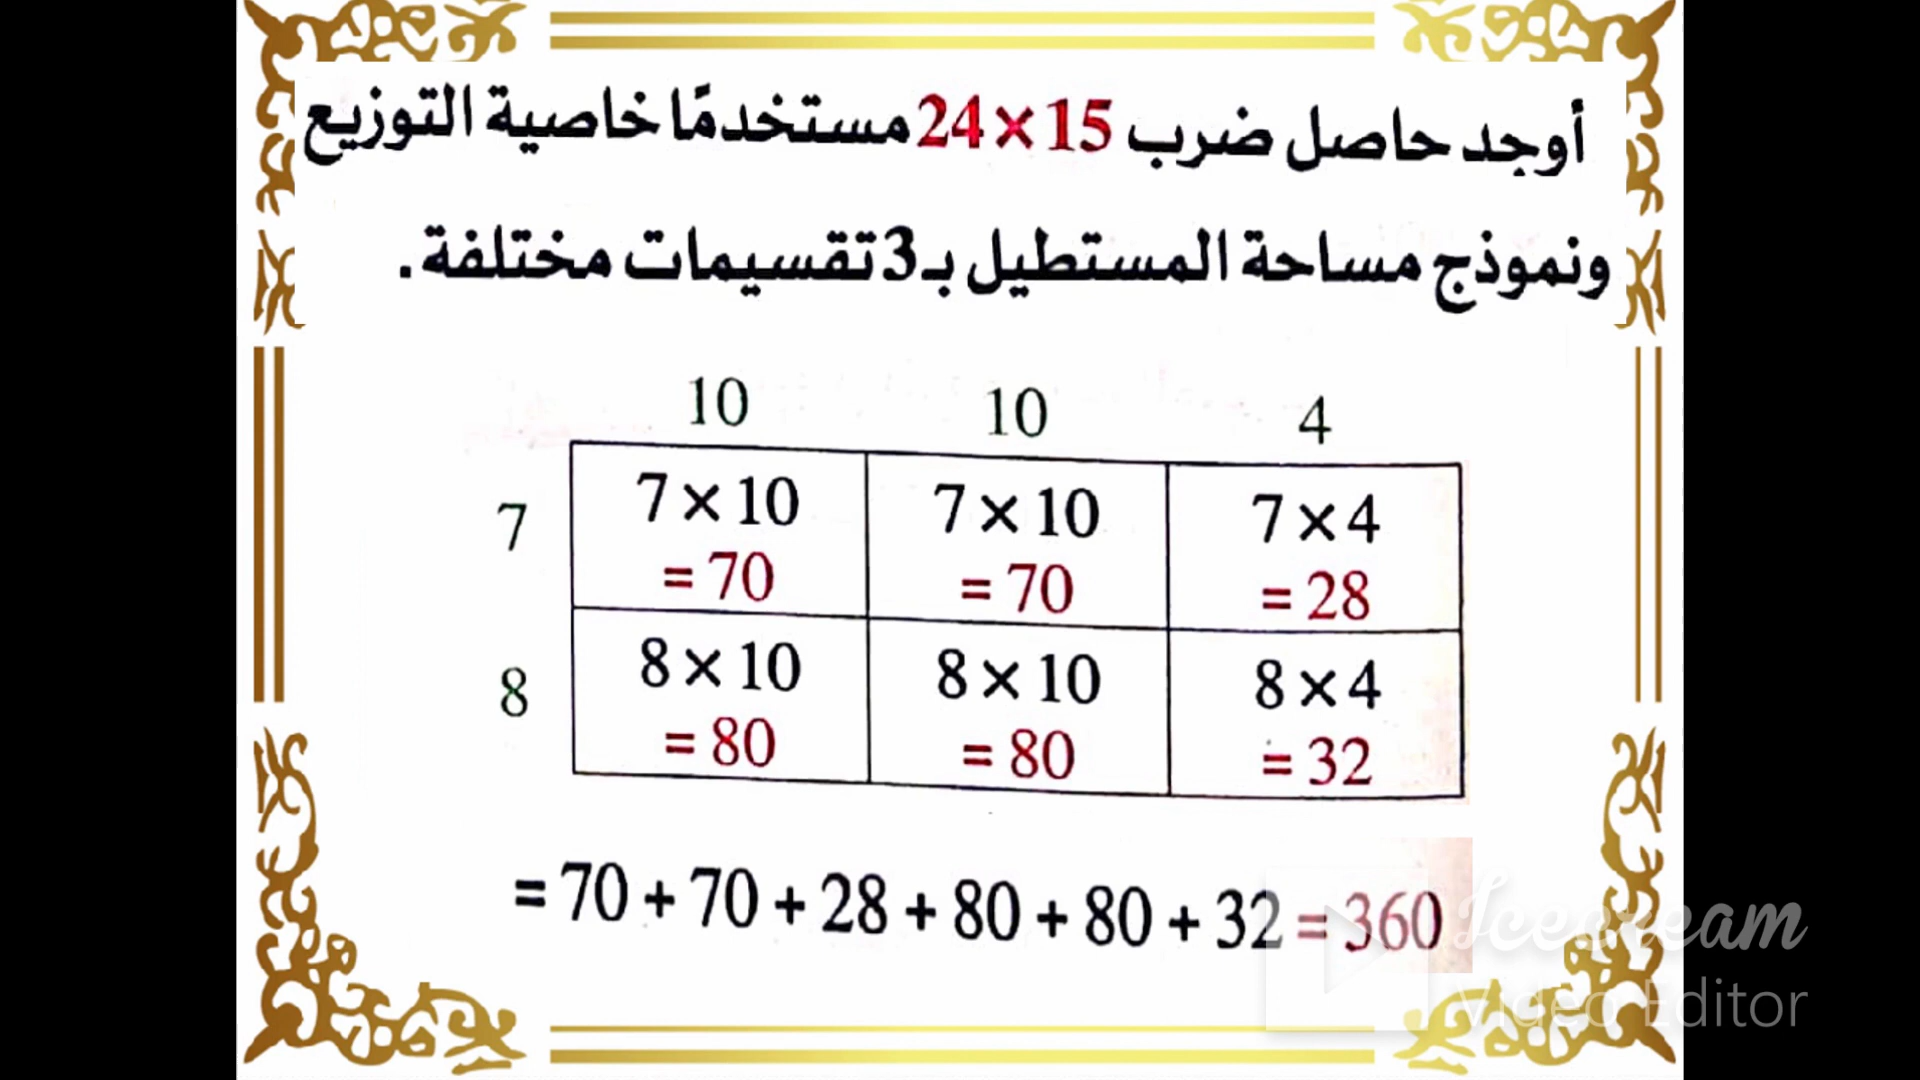 أوجد حاصل ضرب 15×24 مستخدمًا خاصية التوزيع
ونموذج مساحة المستطيل بـ3 تقسيمات مختلفة.
10 10 4
7 7×10 7×10 7×4
=70 =70 =28
8 8×10 8×10 8×4
=80 =80 =32
=70+70+28+80+80+32=360
Icecream
Video Editor